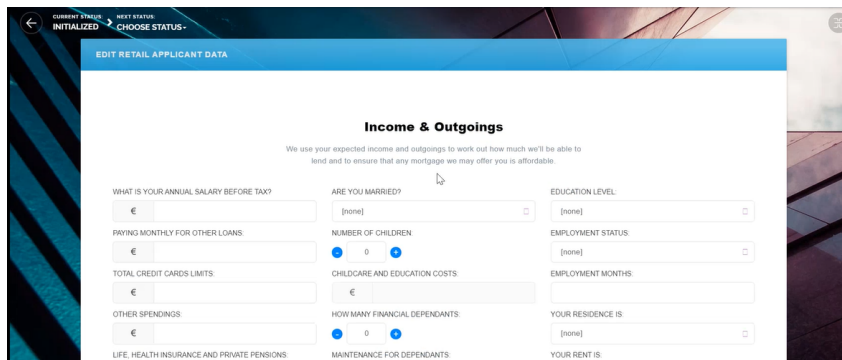 CURRENT STATUS:
INITIALIZED
NEXT STATUS:
CHOOSE STATUS
EDIT RETAIL APPLICANT DATA
Income & Outgoings
We use your expected income and outgoings to work out how much we'll be able to
lend and to ensure that any mortgage we may offer you is affordable.
WHAT IS YOUR ANNUAL SALARY BEFORE TAX?
€
ARE YOU MARRIED?
[none]
EDUCATION LEVEL:
[none]
PAYING MONTHLY FOR OTHER LOANS:
€
NUMBER OF CHILDREN:
- 0 +
EMPLOYMENT STATUS:
[none]
TOTAL CREDIT CARDS LIMITS:
€
CHILDCARE AND EDUCATION COSTS:
€
EMPLOYMENT MONTHS:
OTHER SPENDINGS:
€
HOW MANY FINANCIAL DEPENDANTS:
- 0 +
YOUR RESIDENCE IS:
[none]
LIFE, HEALTH INSURANCE AND PRIVATE PENSIONS:
MAINTENANCE FOR DEPENDANTS:
YOUR RENT IS: